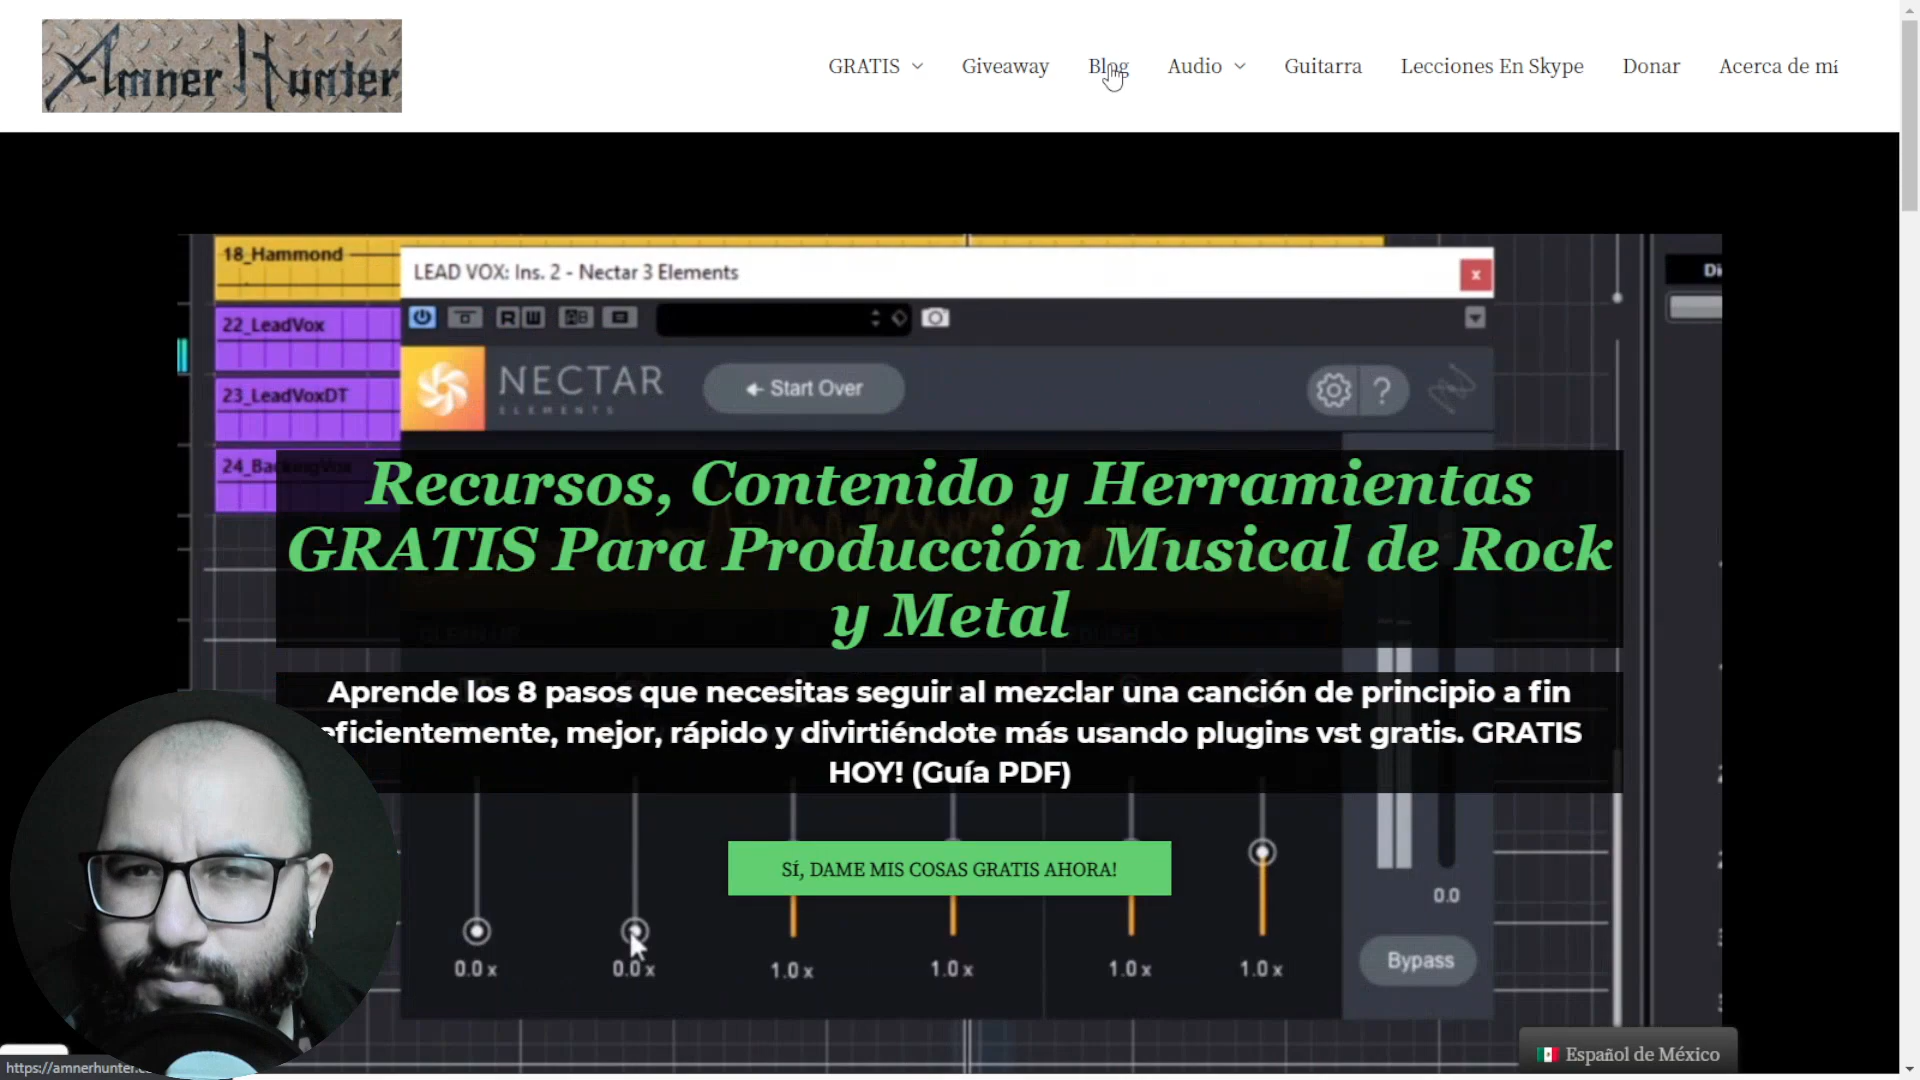 Amner Hunter
GRATIS
Giveaway
Blog
Audio
Guitarra
Lecciones En Skype
Donar
Acerca de mí
18_Hammond
LEAD VOX: Ins. 2 - Nectar 3 Elements
x
22_LeadVox
R W
NECTAR
ELEMENTS
Start Over
?
23_LeadVoxDT
Recursos, Contenido y Herramientas
GRATIS Para Producción Musical de Rock
y Metal
Aprende los 8 pasos que necesitas seguir al mezclar una canción de principio a fin
eficientemente, mejor, rápido y divirtiéndote más usando plugins vst gratis. GRATIS
HOY! (Guía PDF)
SÍ, DAME MIS COSAS GRATIS AHORA!
0.0
Bypass
0.0 x
0.0 x
1.0 x
1.0 x
1.0 x
1.0 x
Español de México